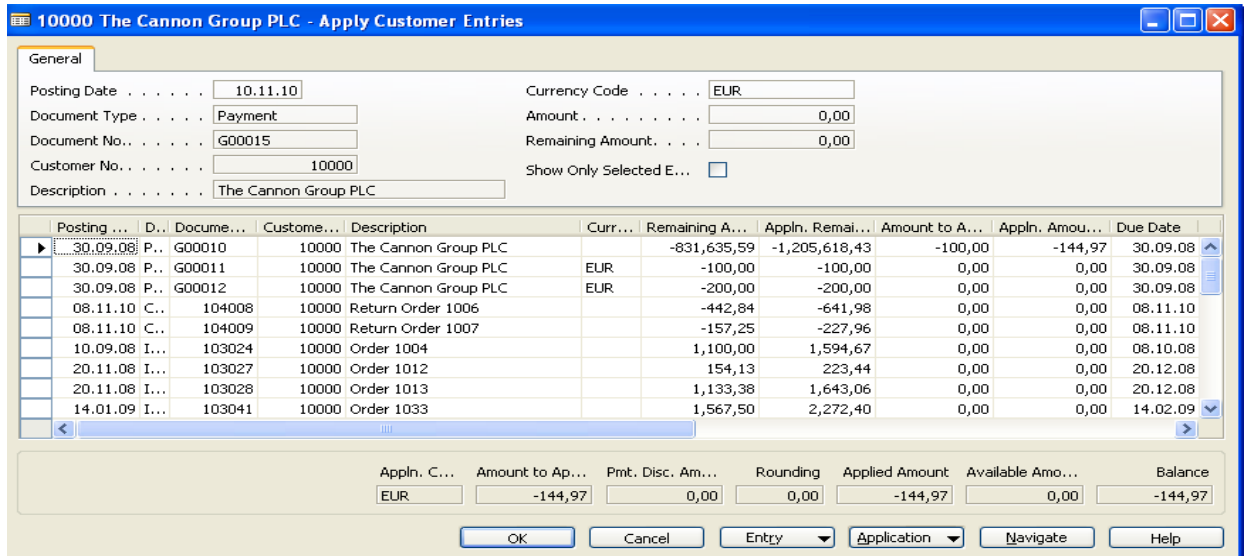 10000 The Cannon Group PLC - Apply Customer Entries
General
Posting Date . . . . . . 10.11.10 Currency Code . . . . . EUR
Document Type . . . . . Payment Amount . . . . . . . . . 0,00
Document No.. . . . . . G00015 Remaining Amount. . . . 0,00
Customer No. . . . . . . 10000 Show Only Selected E...
Description . . . . . . . The Cannon Group PLC
Posting ... D.. Docume... Custome... Description Curr... Remaining A... Appln. Remai... Amount to A... Appln. Amou... Due Date
30.09.08 P.. G00010 10000 The Cannon Group PLC -831,635,59 -1,205,618,43 -100,00 -144,97 30.09.08
30.09.08 P.. G00011 10000 The Cannon Group PLC EUR -100,00 -100,00 0,00 0,00 30.09.08
30.09.08 P.. G00012 10000 The Cannon Group PLC EUR -200,00 -200,00 0,00 0,00 30.09.08
08.11.10 C.. 104008 10000 Return Order 1006 -442,84 -641,98 0,00 0,00 08.11.10
08.11.10 C.. 104009 10000 Return Order 1007 -157,25 -227,96 0,00 0,00 08.11.10
10.09.08 I... 103024 10000 Order 1004 1,100,00 1,594,67 0,00 0,00 08.10.08
20.11.08 I... 103027 10000 Order 1012 154,13 223,44 0,00 0,00 20.12.08
20.11.08 I... 103028 10000 Order 1013 1,133,38 1,643,06 0,00 0,00 20.12.08
14.01.09 I... 103041 10000 Order 1033 1,567,50 2,272,40 0,00 0,00 14.02.09
Appln. C... Amount to Ap... Pmt. Disc. Am... Rounding Applied Amount Available Amo... Balance
EUR -144,97 0,00 0,00 -144,97 0,00 -144,97
OK Cancel Entry Application Navigate Help